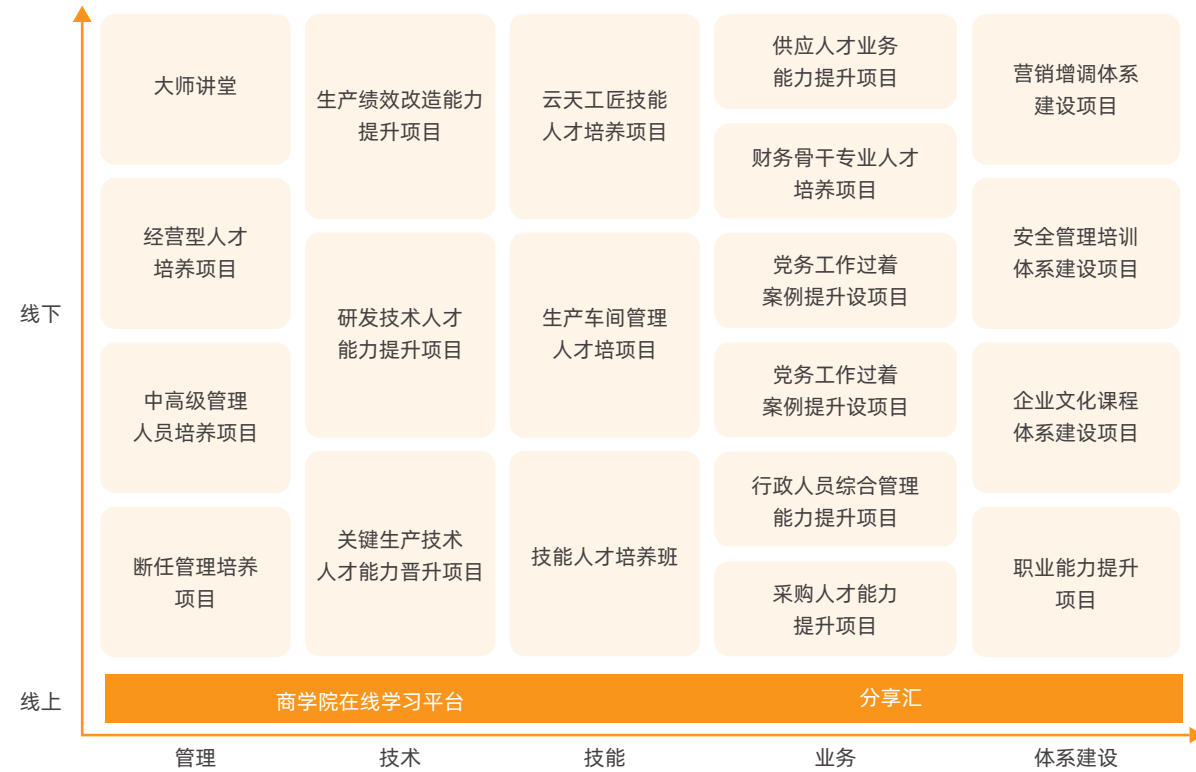 大师讲堂
经营型人才
培养项目
中高级管理
人员培养项目
断任管理培养
项目
生产绩效改造能力
提升项目
研发技术人才
能力提升项目
关键生产技术
人才能力晋升项目
云天工匠技能
人才培养项目
生产车间管理
人才培项目
技能人才培养班
供应人才业务
能力提升项目
财务骨干专业人才
培养项目
党务工作过着
案例提升设项目
党务工作过着
案例提升设项目
行政人员综合管理
能力提升项目
采购人才能力
提升项目
营销增调体系
建设项目
安全管理培训
体系建设项目
企业文化课程
体系建设项目
职业能力提升
项目
线下
线上
商学院在线学习平台
分享汇
管理
技术
技能
业务
体系建设